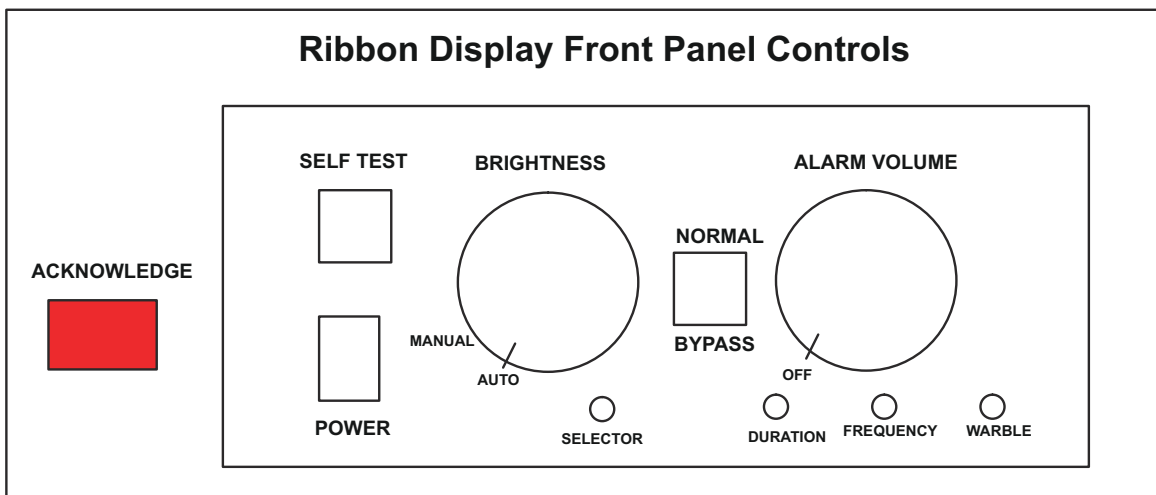 Ribbon Display Front Panel Controls
SELF TEST
BRIGHTNESS
ALARM VOLUME
NORMAL
ACKNOWLEDGE
MANUAL
BYPASS
AUTO
OFF
POWER
SELECTOR
DURATION
FREQUENCY
WARBLE